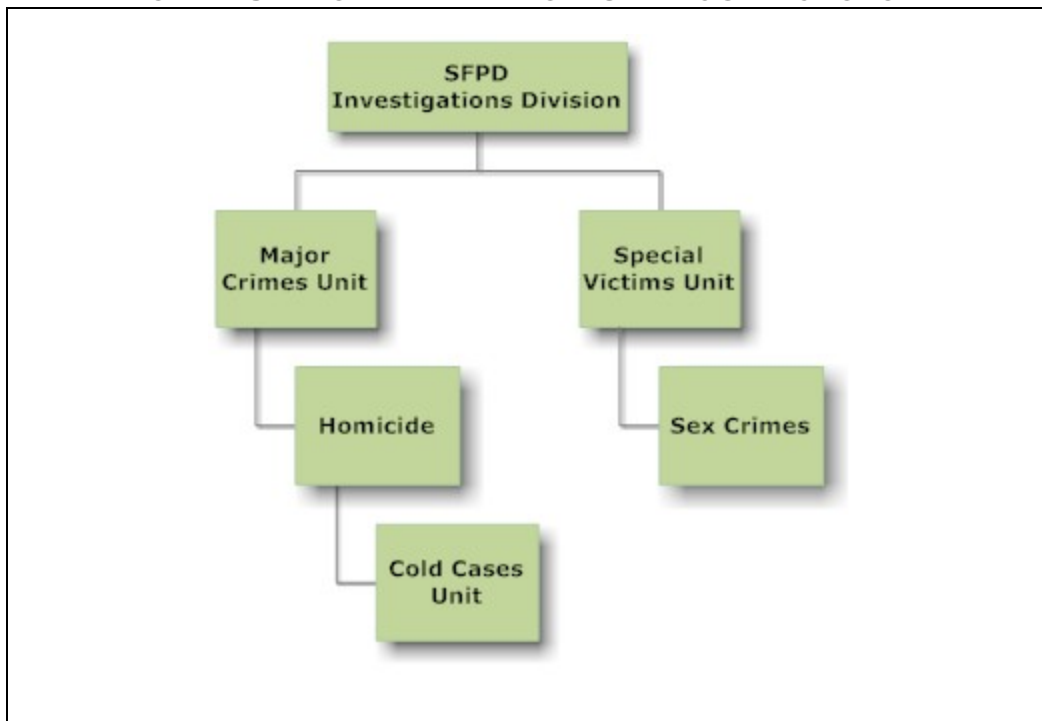 SFPD
Investigations Division
Major
Crimes Unit
Special
Victims Unit
Homicide
Sex Crimes
Cold Cases
Unit